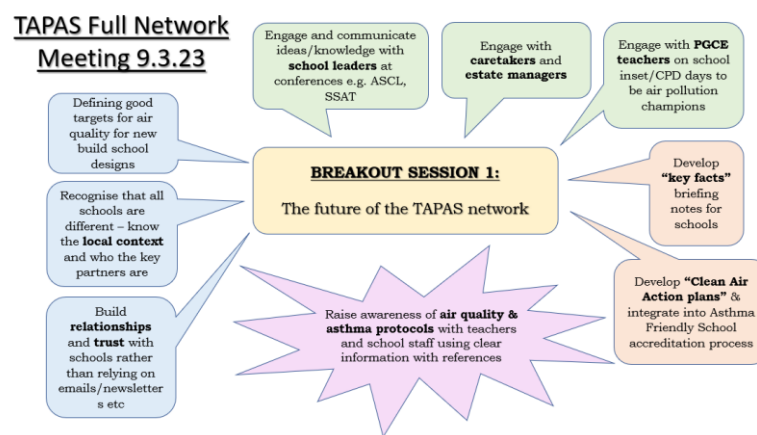 TAPAS Full Network
Meeting 9.3.23
Engage and communicate
ideas/knowledge with
school leaders at
conferences e.g. ASCL,
SSAT
Engage with
caretakers and
estate managers
Engage with PGCE
teachers on school
inset/CPD days to
be air pollution
champions
Defining good
targets for air
quality for new
build school
designs
BREAKOUT SESSION 1:
The future of the TAPAS network
Develop
“key facts”
briefing
notes for
schools
Recognise that all
schools are
different – know
the local context
and who the key
partners are
Build
relationships
and trust with
schools rather
than relying on
emails/newsletter
s etc
Raise awareness of air quality &
asthma protocols with teachers
and school staff using clear
information with references
Develop “Clean Air
Action plans” &
integrate into Asthma
Friendly School
accreditation process